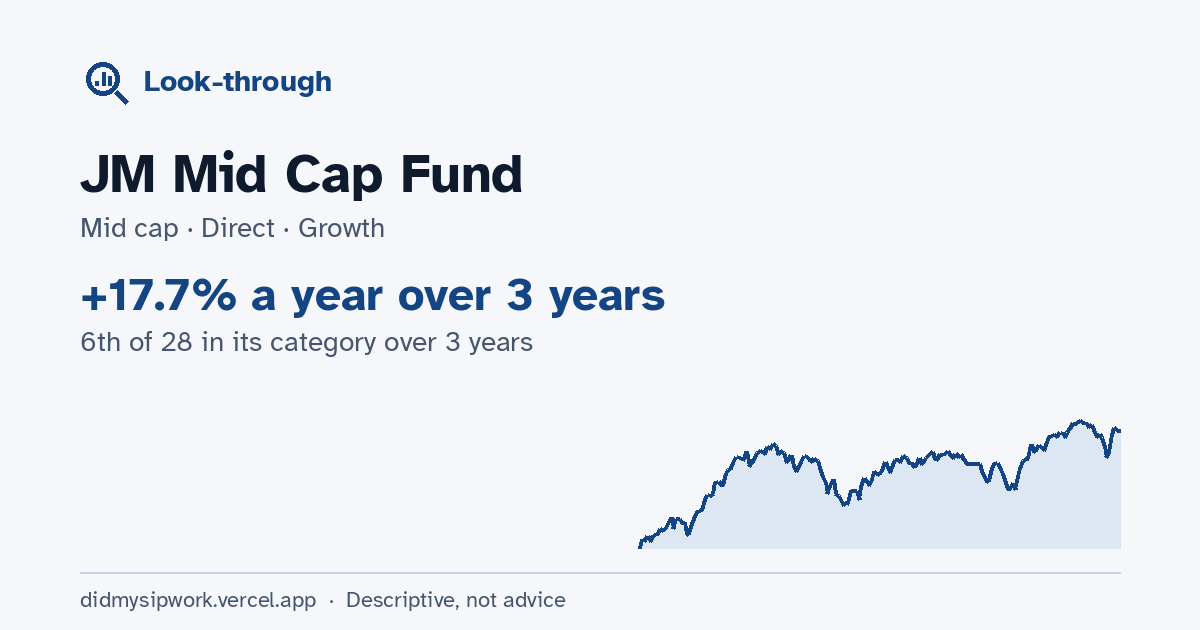 Look-through
JM Mid Cap Fund
Mid cap · Direct · Growth
+17.7% a year over 3 years
6th of 28 in its category over 3 years
didmysipwork.vercel.app · Descriptive, not advice